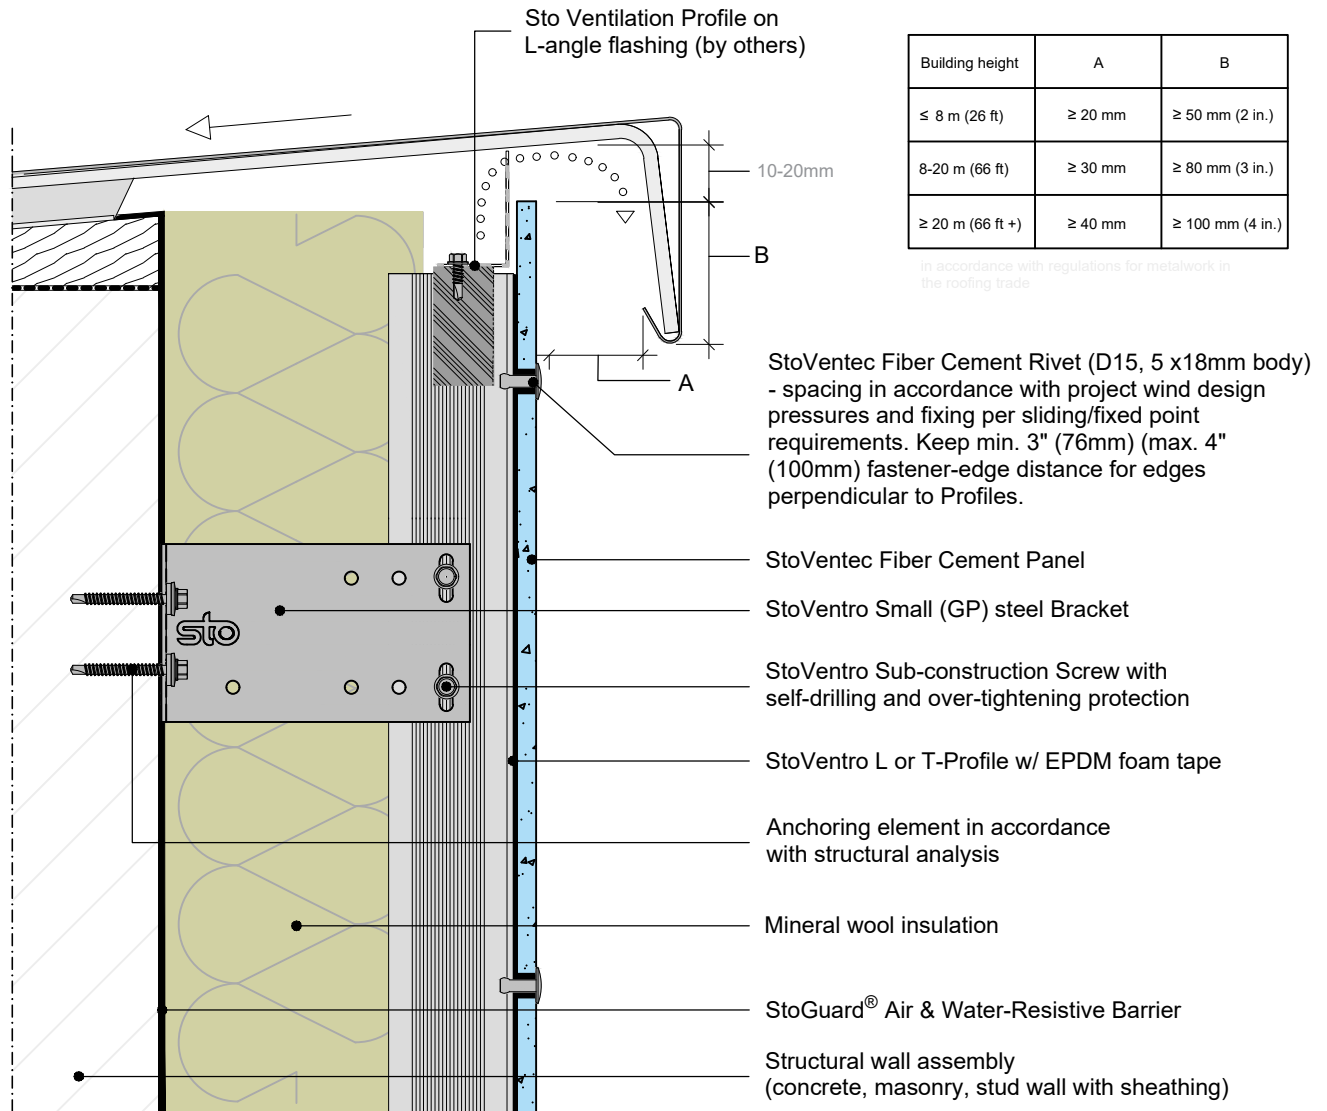 Sto Ventilation Profile on
L-angle flashing (by others)
Building height A B
≤ 8 m (26 ft) ≥ 20 mm ≥ 50 mm (2 in.)
8-20 m (66 ft) ≥ 30 mm ≥ 80 mm (3 in.)
≥ 20 m (66 ft +) ≥ 40 mm ≥ 100 mm (4 in.)
in accordance with regulations for metalwork in
the roofing trade
10-20mm
B
A
StoVentec Fiber Cement Rivet (D15, 5 x18mm body)
- spacing in accordance with project wind design
pressures and fixing per sliding/fixed point
requirements. Keep min. 3" (76mm) (max. 4"
(100mm) fastener-edge distance for edges
perpendicular to Profiles.
StoVentec Fiber Cement Panel
StoVentro Small (GP) steel Bracket
sto
StoVentro Sub-construction Screw with
self-drilling and over-tightening protection
StoVentro L or T-Profile w/ EPDM foam tape
Anchoring element in accordance
with structural analysis
Mineral wool insulation
StoGuard® Air & Water-Resistive Barrier
Structural wall assembly
(concrete, masonry, stud wall with sheathing)